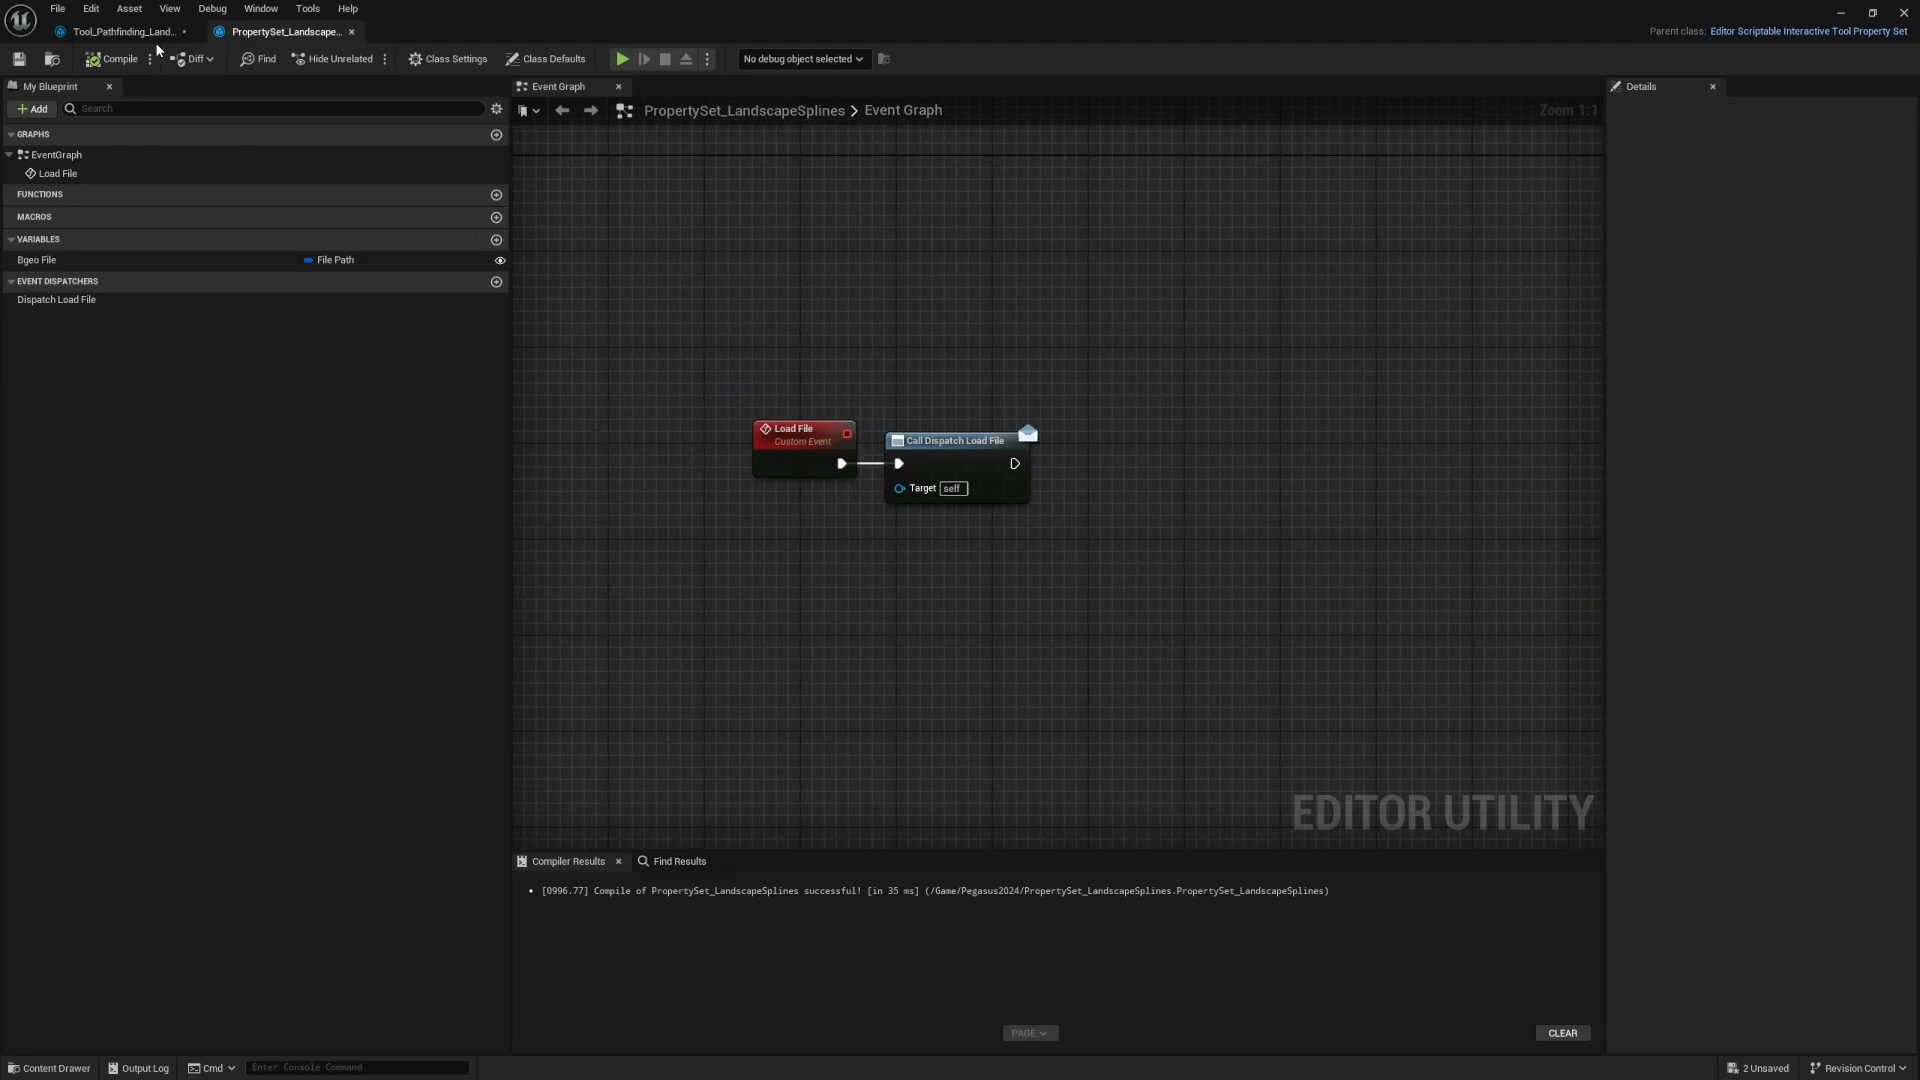 File Edit Asset View Debug Window Tools Help
Tool_Pathfinding_Land... • PropertySet_Landscape...
Parent class: Editor Scriptable Interactive Tool Property Set
Compile Diff Find Hide Unrelated Class Settings Class Defaults No debug object selected
My Blueprint
Event Graph
Details
Add Search
PropertySet_LandscapeSplines > Event Graph
Zoom 1:1
GRAPHS
EventGraph
Load File
FUNCTIONS
MACROS
VARIABLES
Bgeo File File Path
EVENT DISPATCHERS
Dispatch Load File
Load File
Custom Event
Call Dispatch Load File
Target self
EDITOR UTILITY
Compiler Results Find Results
• [0996.77] Compile of PropertySet_LandscapeSplines successful! [in 35 ms] (/Game/Pegasus2024/PropertySet_LandscapeSplines.PropertySet_LandscapeSplines)
PAGE
CLEAR
Content Drawer Output Log Cmd Enter Console Command 2 Unsaved Revision Control